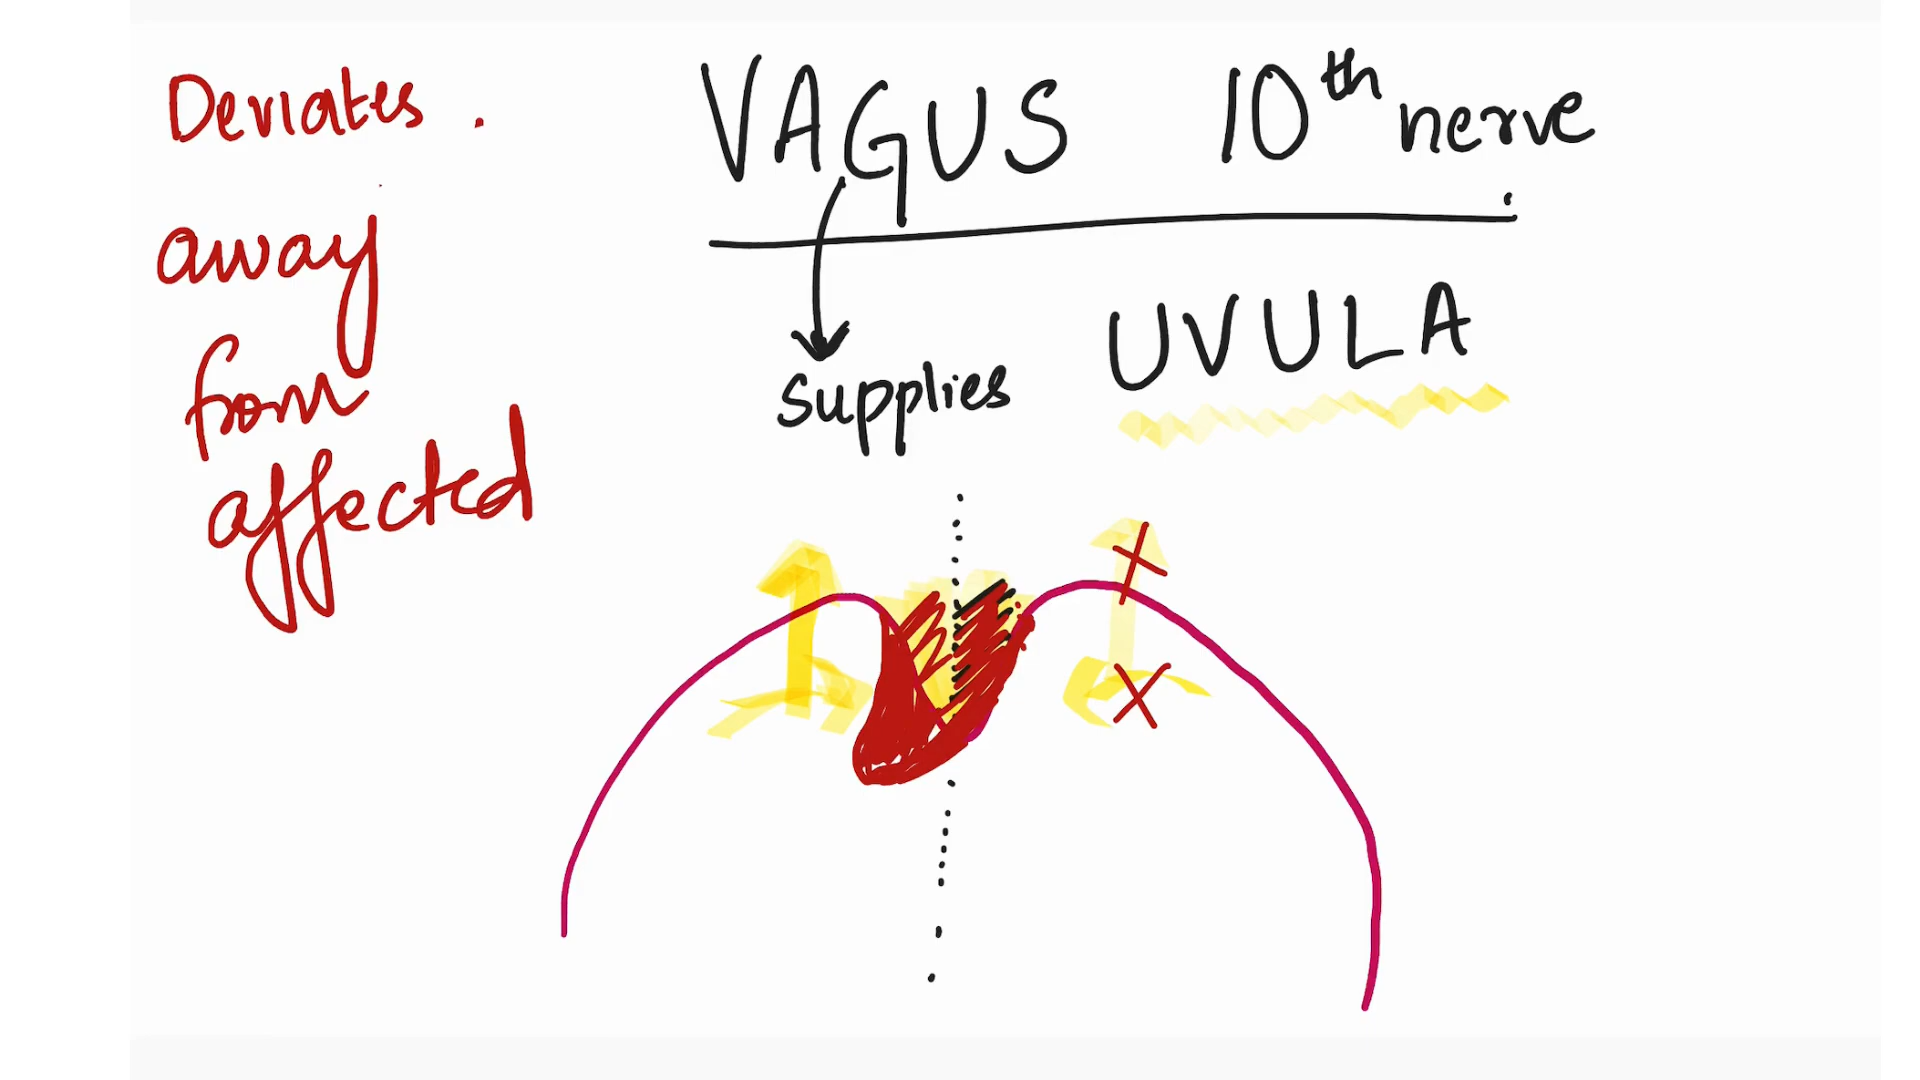 Deviates.
away
from
affected
VAGUS 10th nerve
supplies UVULA